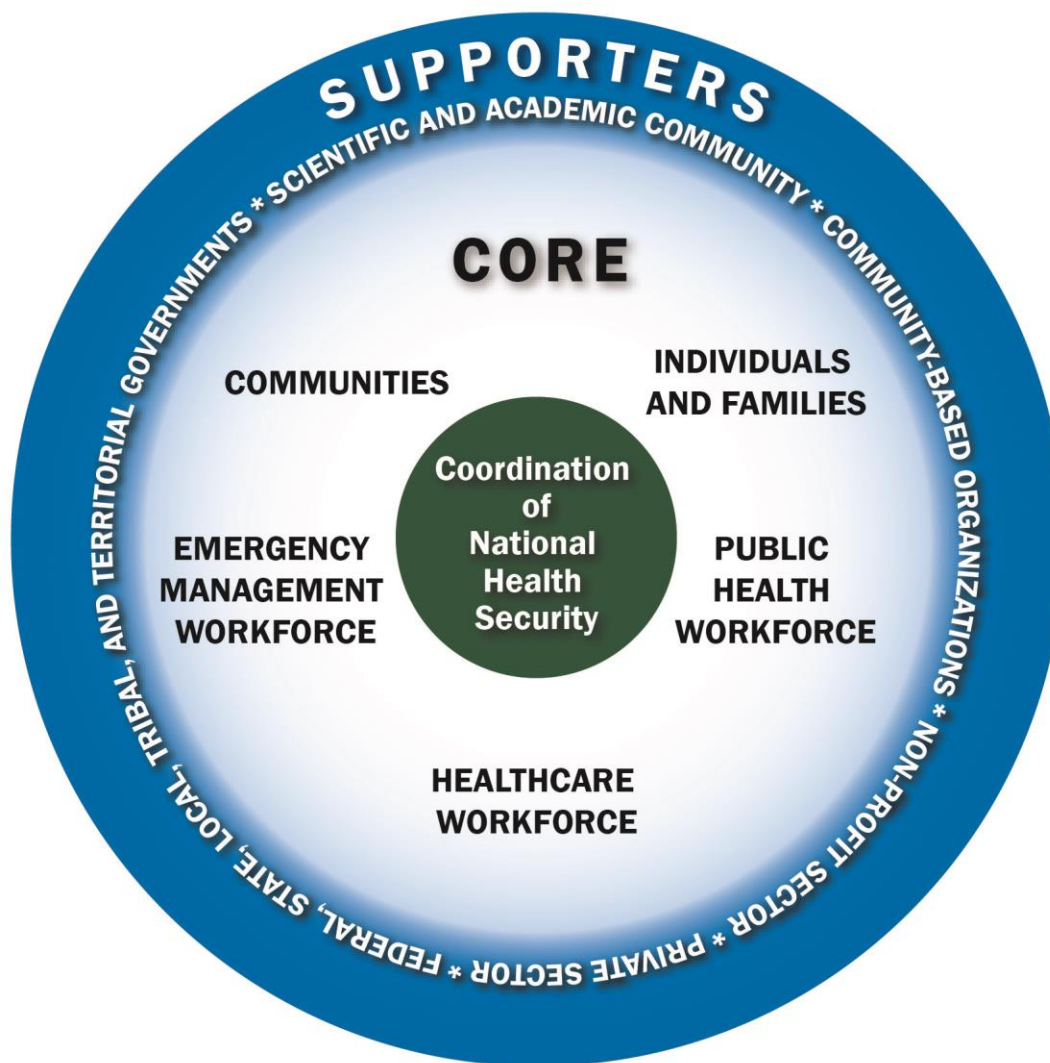 SUPPORTERS
SCIENTIFIC AND ACADEMIC COMMUNITY * COMMUNITY-BASED ORGANIZATIONS * NON-PROFIT SECTOR * PRIVATE SECTOR * FEDERAL, STATE, LOCAL, TRIBAL, AND TERRITORIAL GOVERNMENTS *
CORE
COMMUNITIES
INDIVIDUALS
AND FAMILIES
Coordination
of
National
Health
Security
EMERGENCY
MANAGEMENT
WORKFORCE
PUBLIC
HEALTH
WORKFORCE
HEALTHCARE
WORKFORCE